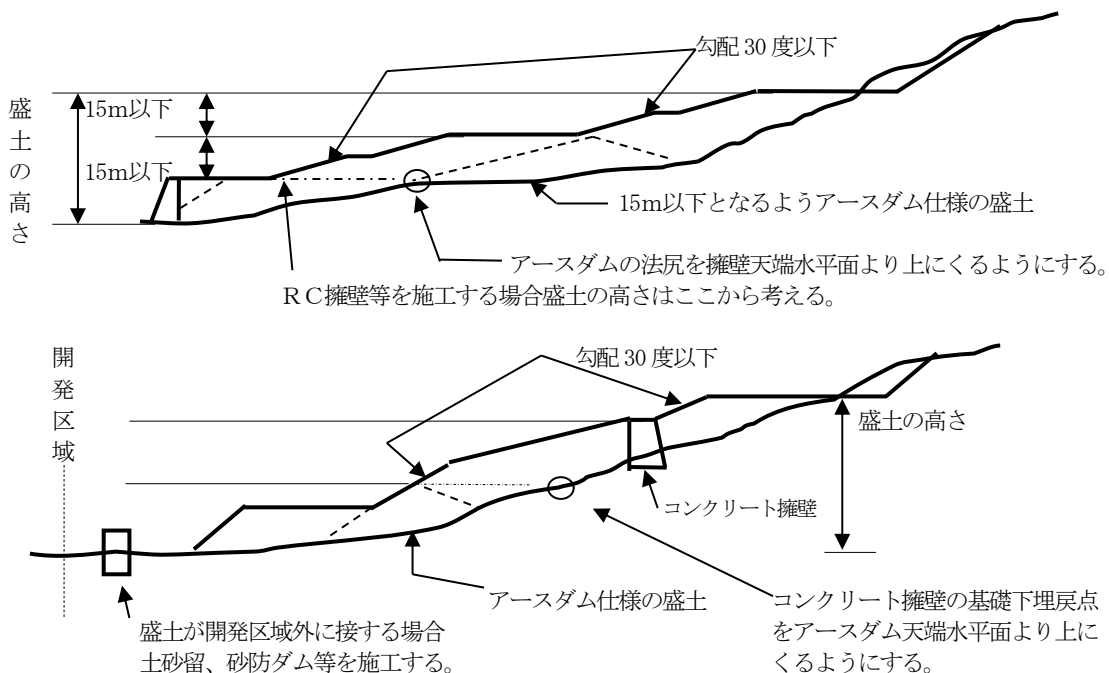 勾配 30 度以下
盛土の高さ
15m以下
15m以下
15m以下となるようアースダム仕様の盛土
アースダムの法尻を擁壁天端水平面より上にくるようにする。
ＲＣ擁壁等を施工する場合盛土の高さはここから考える。
開発区域
勾配 30 度以下
盛土の高さ
コンクリート擁壁
アースダム仕様の盛土
コンクリート擁壁の基礎下埋戻点
をアースダム天端水平面より上に
くるようにする。
盛土が開発区域外に接する場合
土砂留、砂防ダム等を施工する。